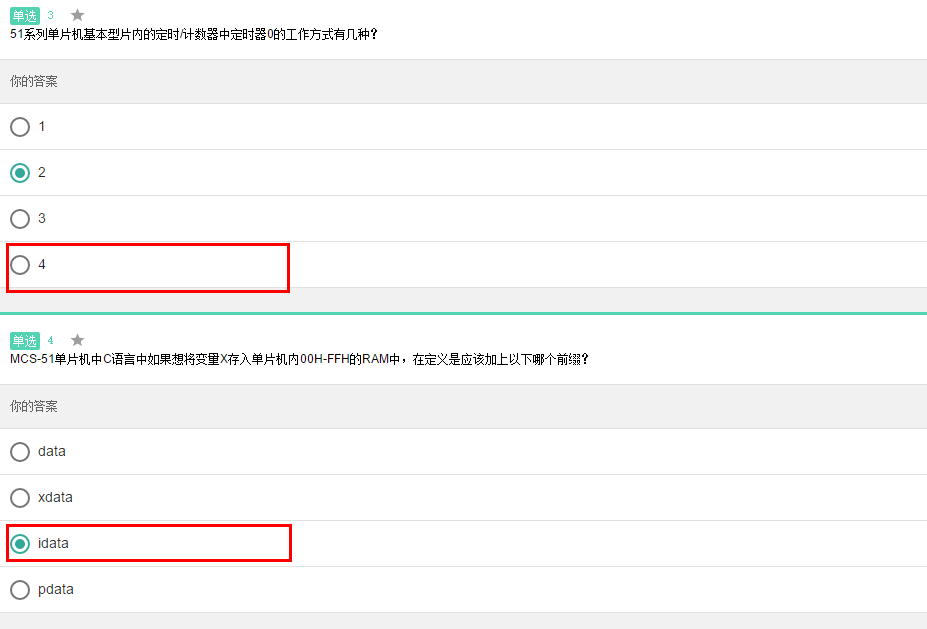 单选 3 ★
51系列单片机基本型片内的定时/计数器中定时器0的工作方式有几种?
你的答案
1
2
3
4
单选 4 ★
MCS-51单片机中C语言中如果想将变量X存入单片机内00H-FFH的RAM中，在定义是应该加上以下哪个前缀?
你的答案
data
xdata
idata
pdata